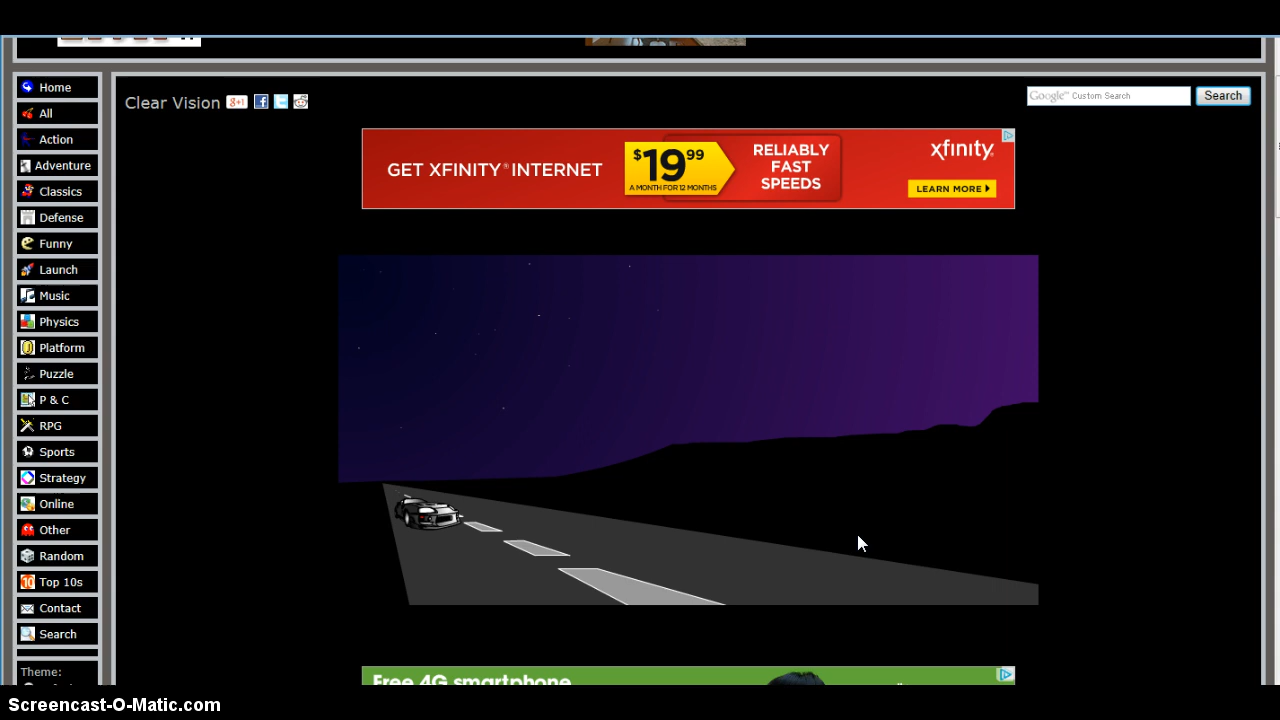 Home
All
Action
Adventure
Classics
Defense
Funny
Launch
Music
Physics
Platform
Puzzle
P & C
RPG
Sports
Strategy
Online
Other
Random
Top 10s
Contact
Search
Theme:
Clear Vision
g+1
Google™ Custom Search
Search
GET XFINITY® INTERNET
$19.99
A MONTH FOR 12 MONTHS
RELIABLY
FAST
SPEEDS
xfinity
LEARN MORE
Free 4G smartphone
Screencast-O-Matic.com